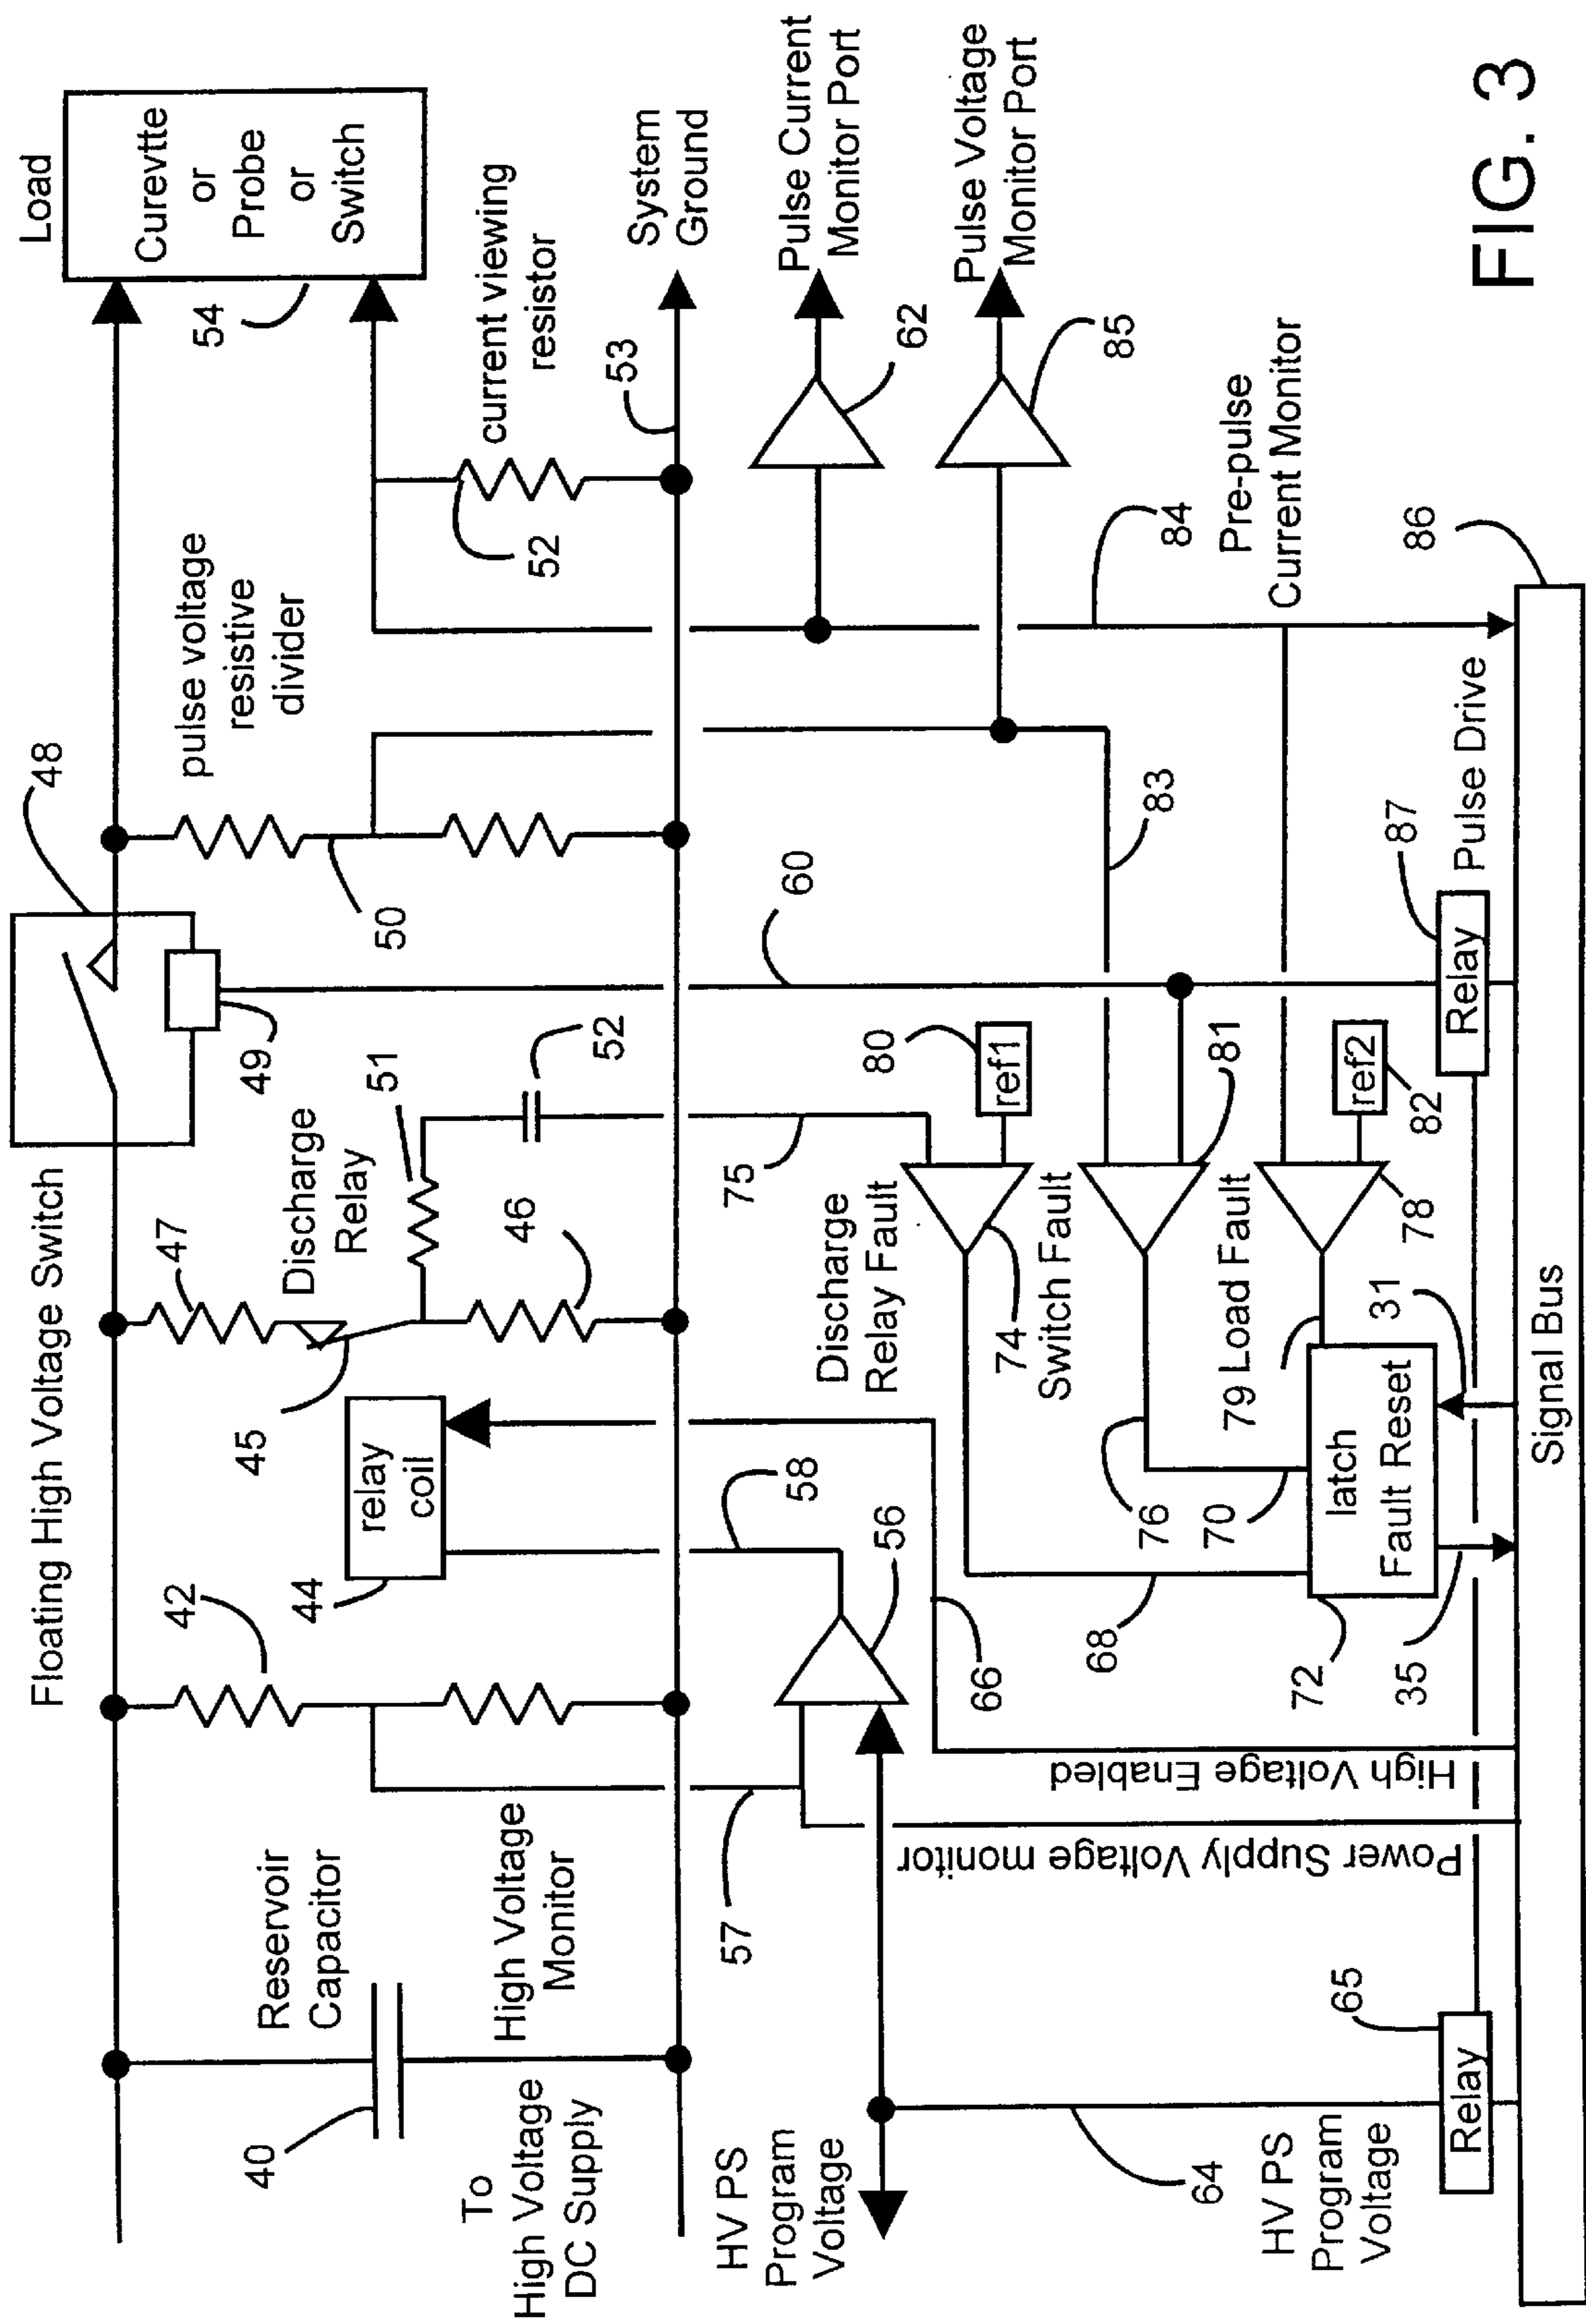 Floating High Voltage Switch
48
Load
Curevtte
or
Probe
or
Switch
54
Reservoir
Capacitor
40
42
47
Discharge
Relay
45
relay
coil
44
51
46
52
49
pulse voltage
resistive
divider
50
current viewing
resistor
52
53
System
Ground
To
High Voltage
DC Supply
High Voltage
Monitor
57
58
56
HV PS
Program
Voltage
Discharge
Relay Fault
74
75
80
ref1
60
Pulse Current
Monitor Port
62
Pulse Voltage
Monitor Port
85
Switch Fault
81
83
84
Pre-pulse
Current Monitor
66
68
76
70
79 Load Fault
78
ref2
82
latch
Fault Reset
72
35
31
Power Supply Voltage monitor
High Voltage Enabled
64
HV PS
Program
Voltage
65
Relay
87
Relay
Pulse Drive
86
Signal Bus
FIG. 3